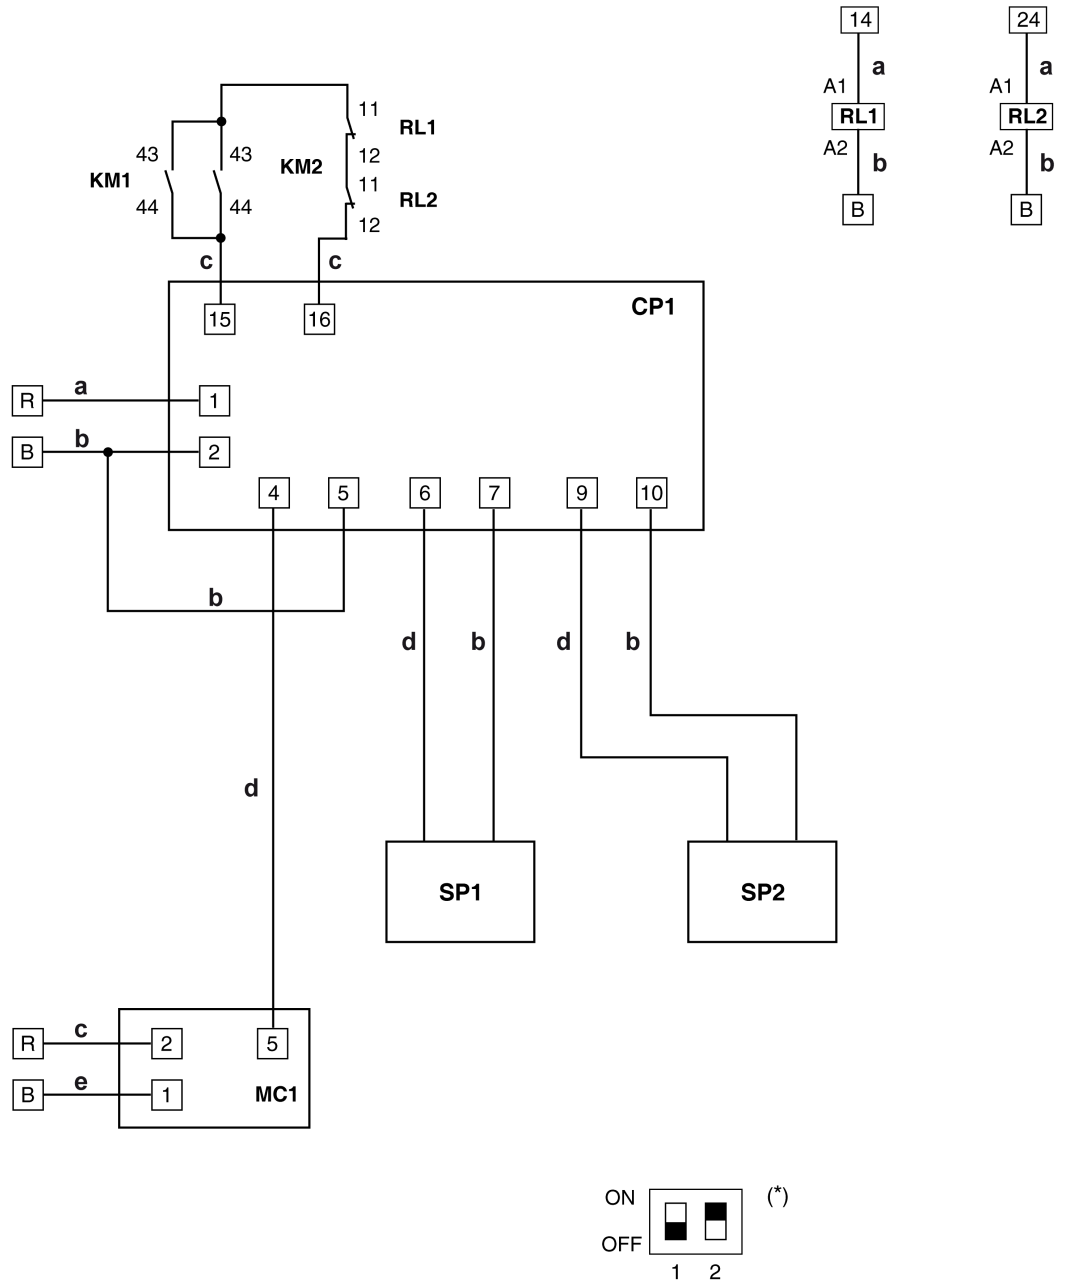 14 24
a a
A1 A1
RL1 RL2
A2 A2
b b
B B
11
RL1
43 43 12
KM1 KM2 11
44 44 RL2
12
c c
15 16 CP1
R a 1
B b 2
4 5 6 7 9 10
b
d b d b
d
SP1 SP2
R c 2 5
B e 1 MC1
ON (*)
OFF
1 2